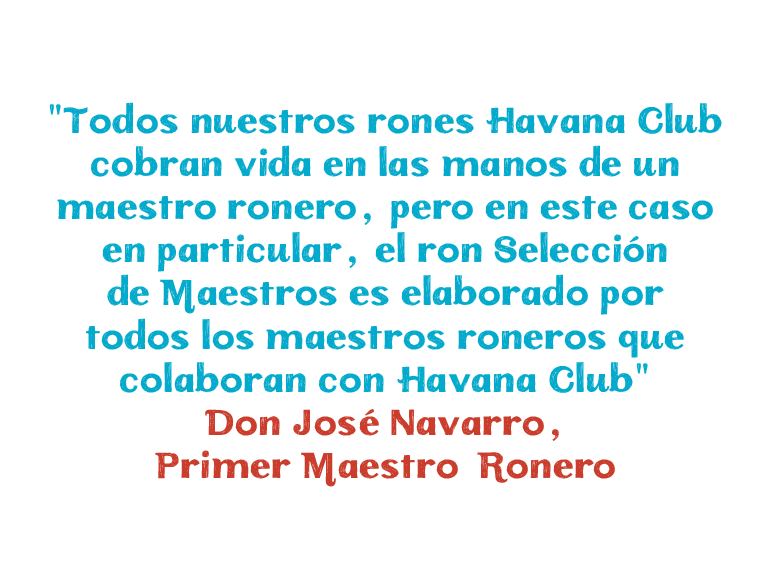 "Todos nuestros rones Havana Club
cobran vida en las manos de un
maestro ronero, pero en este caso
en particular, el ron Selección
de Maestros es elaborado por
todos los maestros roneros que
colaboran con Havana Club"
Don José Navarro,
Primer Maestro Ronero